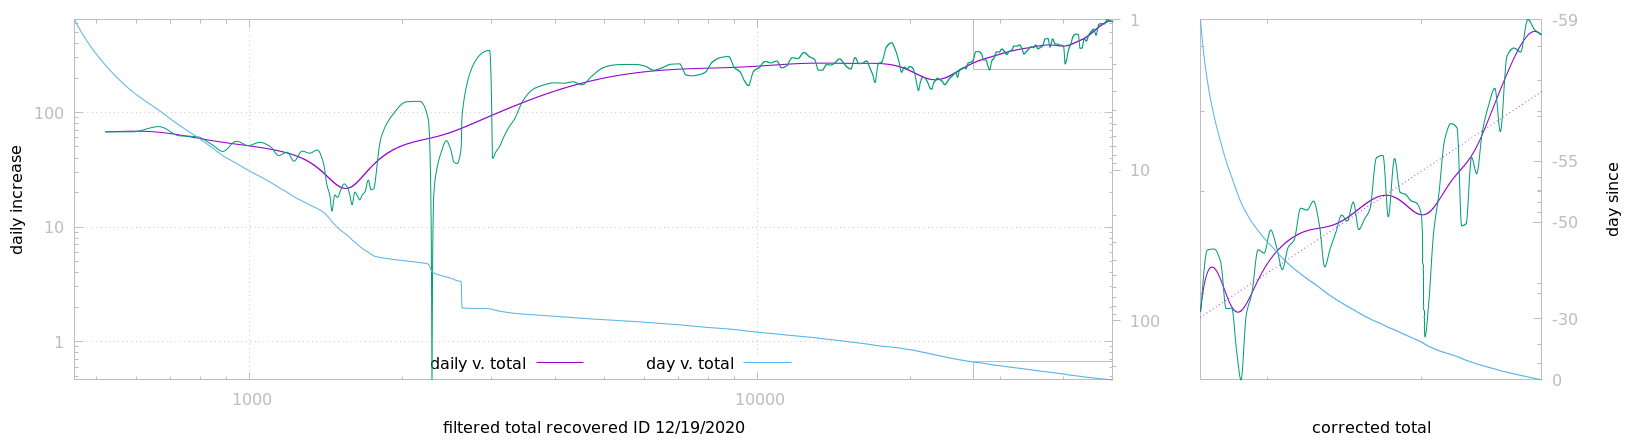 1
-59
100
daily increase
10
-55
day since
-50
10
100
-30
1
daily v. total
day v. total
0
1000
10000
filtered total recovered ID 12/19/2020
corrected total